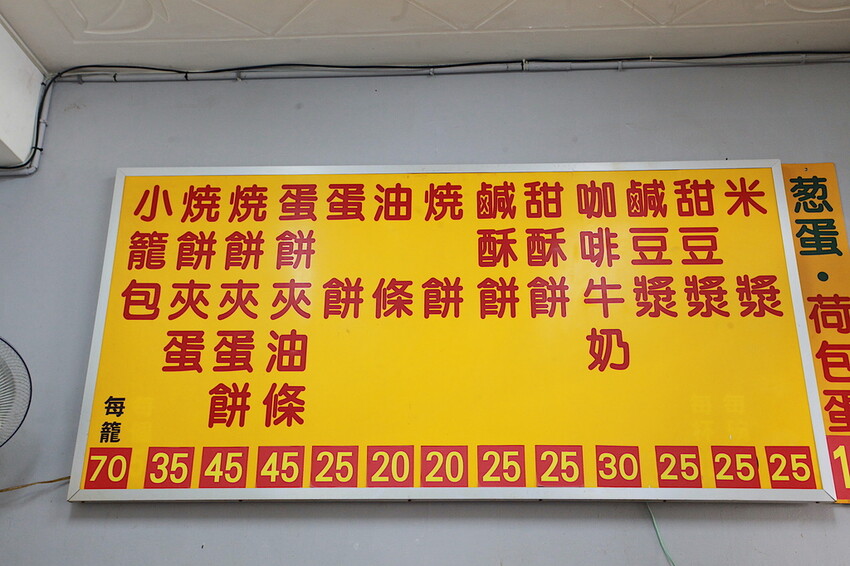 小籠包 每籠 70
燒餅夾蛋 35
燒餅夾蛋餅 45
蛋餅夾油條 45
蛋餅 25
油條 20
燒餅 20
鹹酥餅 25
甜酥餅 25
咖啡牛奶 30
鹹豆漿 25
甜豆漿 25
米漿 25
葱蛋·荷包蛋 1